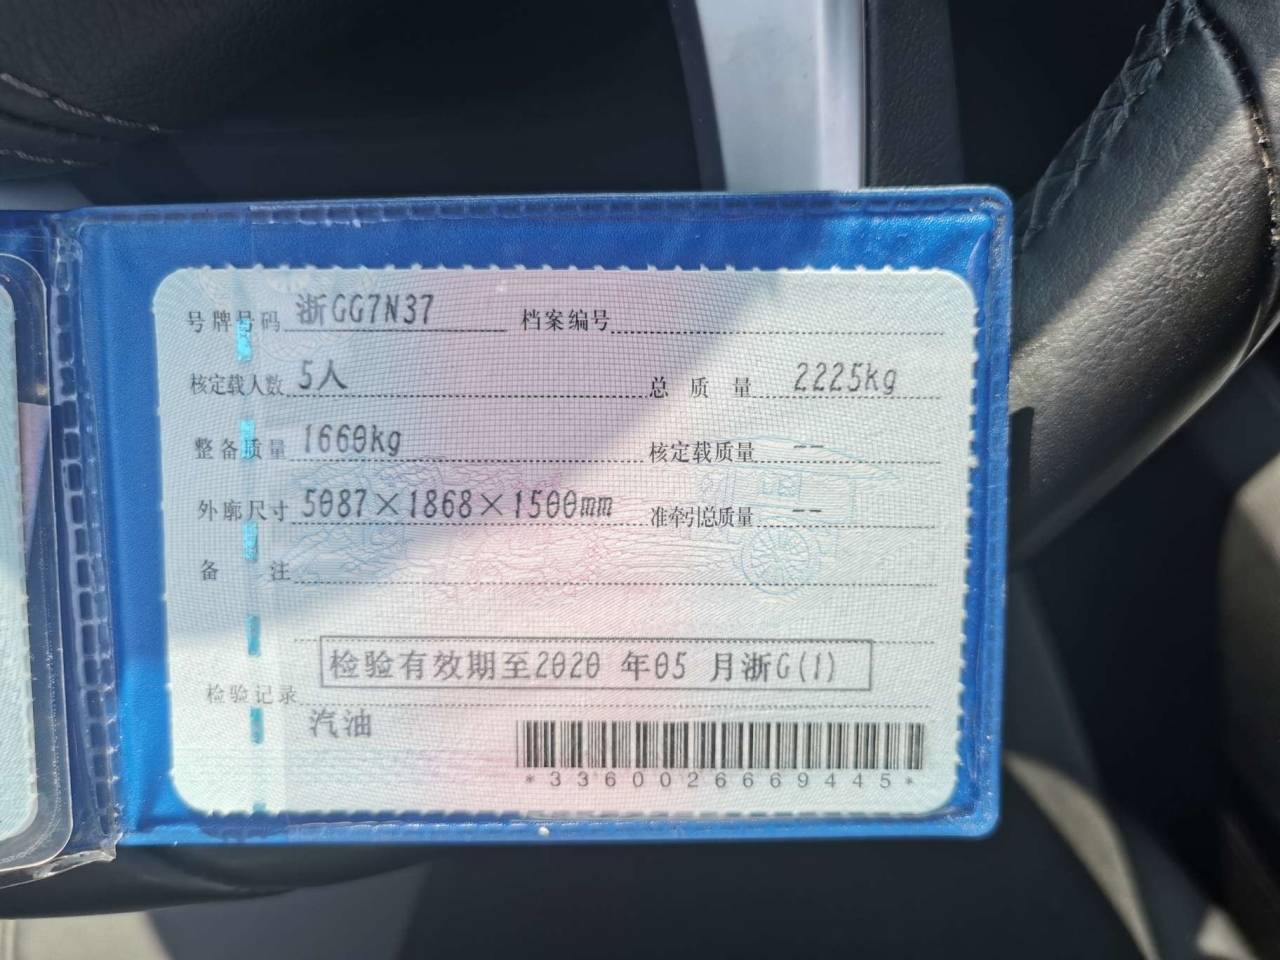 号牌号码 浙GG7N37 档案编号
核定载人数 5人 总质量 2225kg
整备质量 1660kg 核定载质量 --
外廓尺寸 5087×1868×1500mm 准牵引总质量 --
备注
检验有效期至2020 年05 月浙G(1)
检验记录
汽油
*3360026669445*